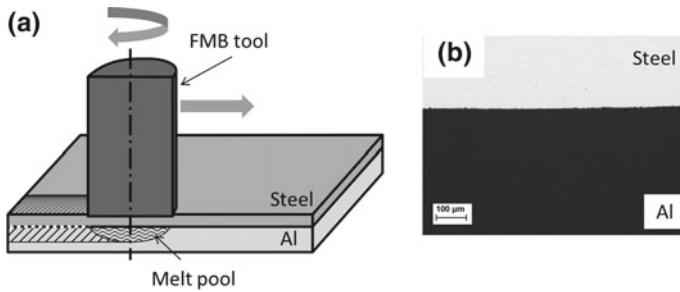 (a)
FMB tool
Steel
Al
Melt pool
(b)
Steel
100 µm
Al